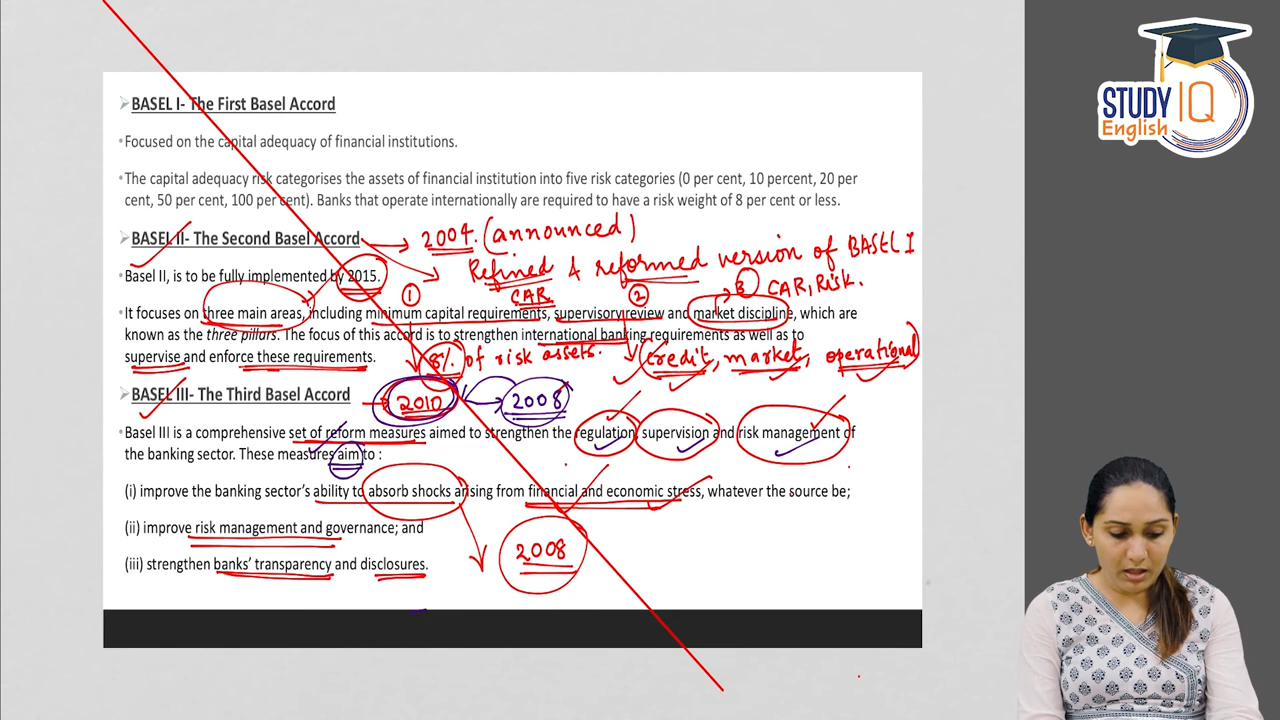 BASEL I- The First Basel Accord
Focused on the capital adequacy of financial institutions.
The capital adequacy risk categorises the assets of financial institution into five risk categories (0 per cent, 10 percent, 20 per
cent, 50 per cent, 100 per cent). Banks that operate internationally are required to have a risk weight of 8 per cent or less.
BASEL II- The Second Basel Accord
2004. (announced)
Refined & reformed version of BASEL I
Basel II, is to be fully implemented by 2015.
1
CAR
2
3 CAR, Risk.
It focuses on three main areas, including minimum capital requirements, supervisory review and market discipline, which are
known as the three pillars. The focus of this accord is to strengthen international banking requirements as well as to
supervise and enforce these requirements.
8% of risk assets.
(credit, market, operational)
BASEL III- The Third Basel Accord
2010
2008
Basel III is a comprehensive set of reform measures aimed to strengthen the regulation, supervision and risk management of
the banking sector. These measures aim to :
(i) improve the banking sector's ability to absorb shocks arising from financial and economic stress, whatever the source be;
(ii) improve risk management and governance; and
2008
(iii) strengthen banks' transparency and disclosures.
STUDY IQ
English